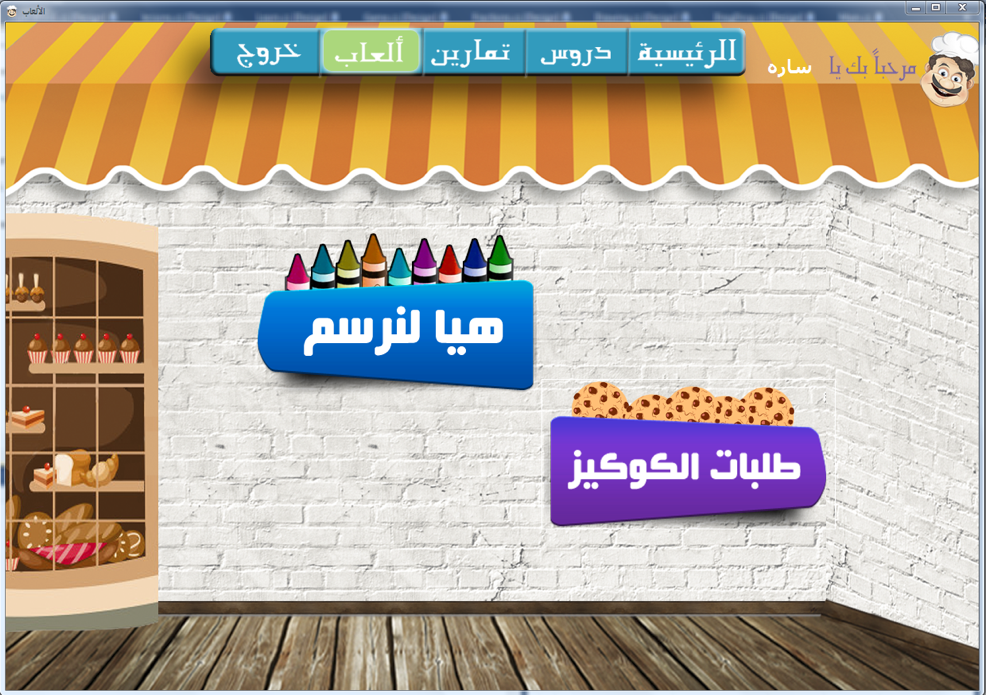 الألعاب
الرئيسية دروس تمارين ألعاب خروج
مرحباً بك يا ساره
هيا لنرسم
طلبات الكوكيز